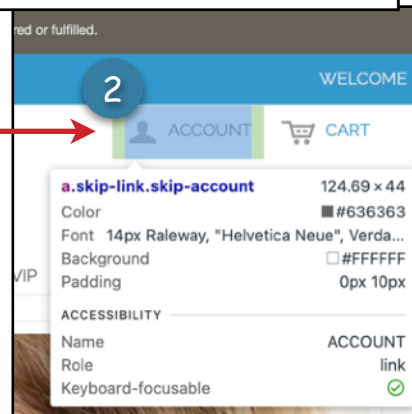 red or fulfilled.
WELCOME
2
ACCOUNT
CART
a.skip-link.skip-account 124.69 × 44
Color #636363
Font 14px Raleway, "Helvetica Neue", Verda...
Background #FFFFFF
VIP
Padding 0px 10px
ACCESSIBILITY
Name ACCOUNT
Role link
Keyboard-focusable